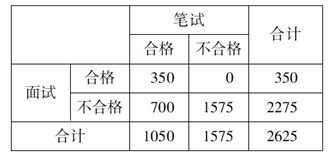 笔试 合计
合格 不合格
面试 合格 350 0 350
不合格 700 1575 2275
合计 1050 1575 2625